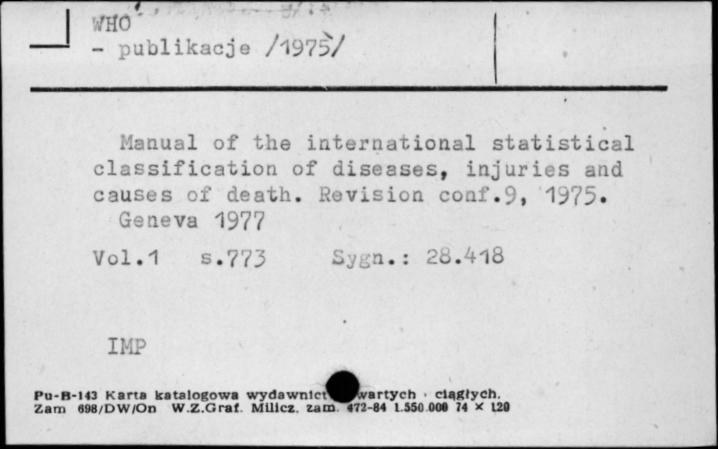 WHO
- publikacje /1975/
Manual of the international statistical
classification of diseases, injuries and
causes of death. Revision conf.9, 1975.
Geneva 1977
Vol.1 s.773 Sygn.: 28.418
IMP
Pu-B-143 Karta katalogowa wydawnict wartych ciągłych.
Zam 698/DW/On W.Z.Graf. Milicz. zam. 472-84 1.550.000 74 × 120